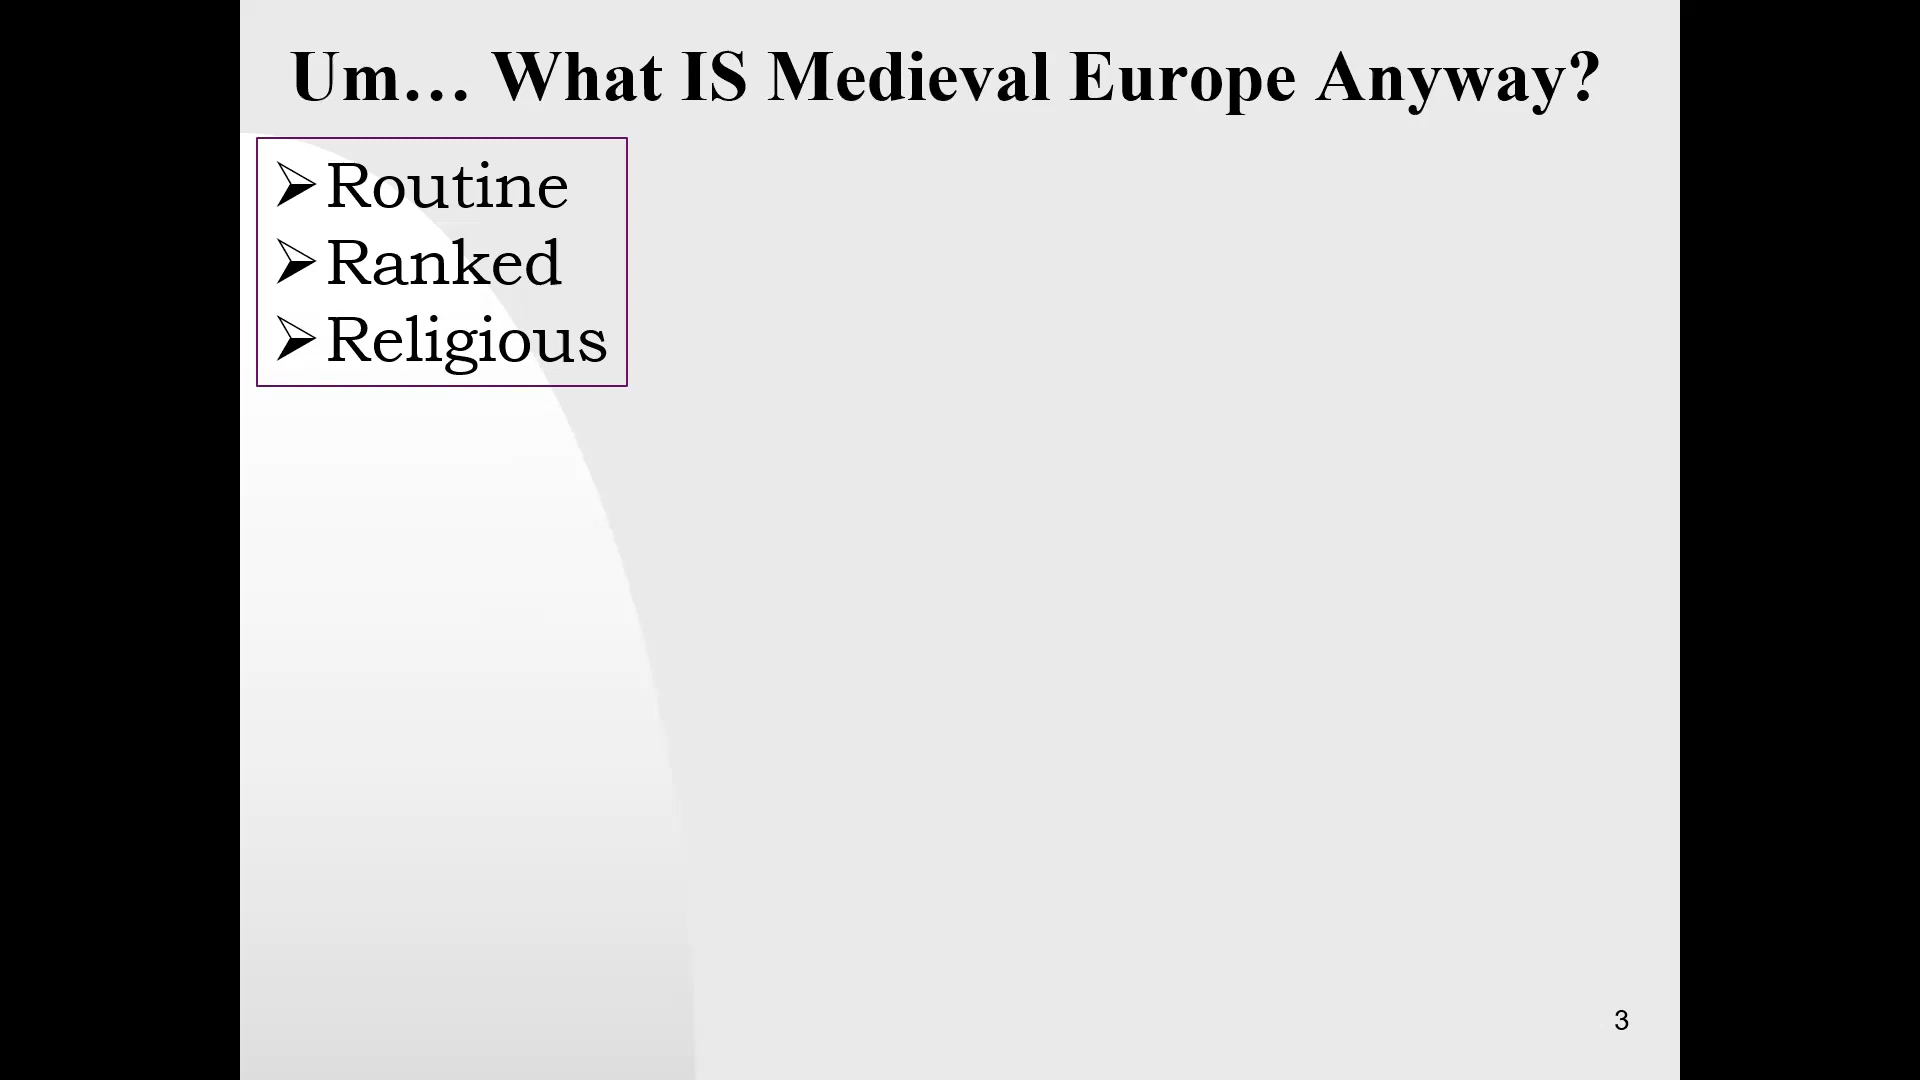 Um… What IS Medieval Europe Anyway?
➢Routine
➢Ranked
➢Religious
3